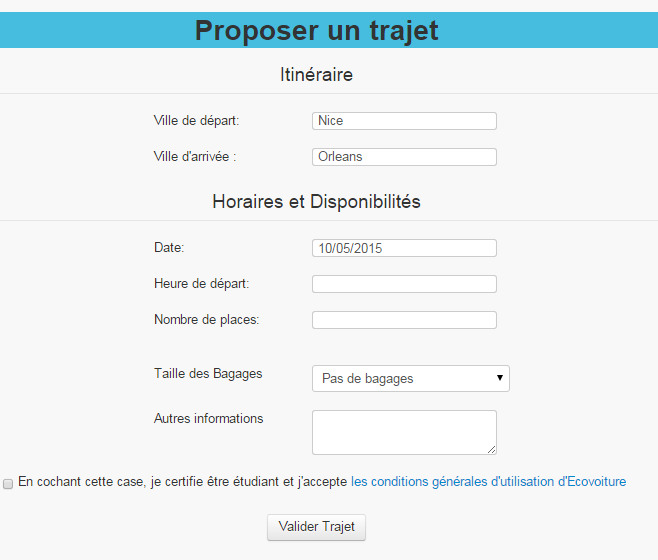 Proposer un trajet
Itinéraire
Ville de départ: Nice
Ville d'arrivée : Orleans
Horaires et Disponibilités
Date: 10/05/2015
Heure de départ:
Nombre de places:
Taille des Bagages Pas de bagages
Autres informations
En cochant cette case, je certifie être étudiant et j'accepte les conditions générales d'utilisation d'Ecovoiture
Valider Trajet